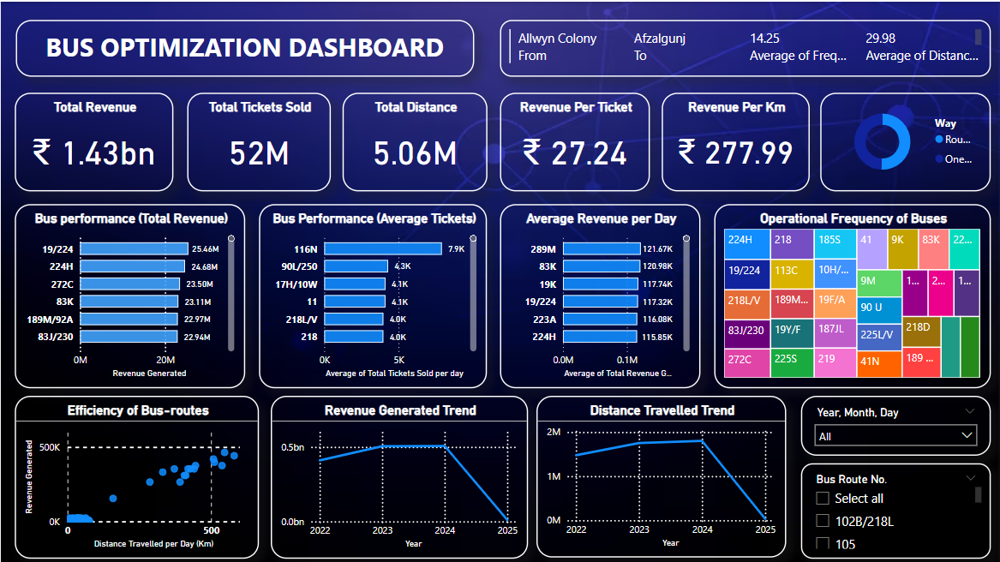 BUS OPTIMIZATION DASHBOARD
Allwyn Colony Afzalgunj 14.25 29.98
From To Average of Freq... Average of Distanc...
Total Revenue
₹ 1.43bn
Total Tickets Sold
52M
Total Distance
5.06M
Revenue Per Ticket
₹ 27.24
Revenue Per Km
₹ 277.99
Way
Rou...
One...
Bus performance (Total Revenue)
19/224 25.46M
224H 24.68M
272C 23.50M
83K 23.11M
189M/92A 22.97M
83J/230 22.94M
0M 20M
Revenue Generated
Bus Performance (Average Tickets)
116N 7.9K
90L/250 4.3K
17H/10W 4.1K
11 4.1K
218L/V 4.0K
218 4.0K
0K 5K
Average of Total Tickets Sold per day
Average Revenue per Day
289M 121.67K
83K 120.98K
19K 117.74K
19/224 117.32K
223A 116.08K
224H 115.85K
0.0M 0.1M
Average of Total Revenue G...
Operational Frequency of Buses
224H 218 185S 41 9K 83K 22...
19/224 113C 10H/... 9M 1... 2... 1...
218L/V 189M... 19F/A 90 U
83J/230 19Y/F 187JL 225L/V 218D
272C 225S 219 41N 189 ...
Efficiency of Bus-routes
Revenue Generated
500K
0K
0 500
Distance Travelled per Day (Km)
Revenue Generated Trend
0.5bn
0.0bn
2022 2023 2024 2025
Year
Distance Travelled Trend
2M
1M
0M
2022 2023 2024 2025
Year
Year, Month, Day
All
Bus Route No.
Select all
102B/218L
105